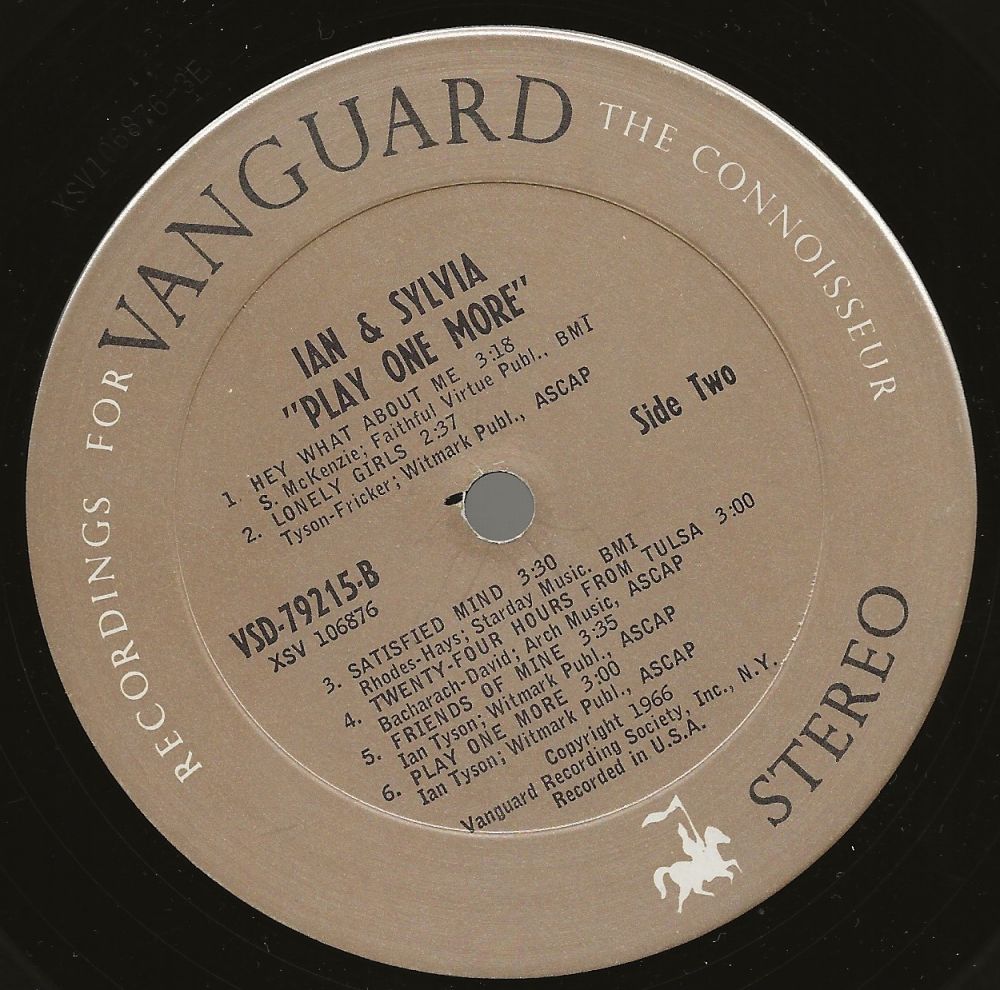 XSV106876-3E
RECORDINGS FOR VANGUARD THE CONNOISSEUR
IAN & SYLVIA
"PLAY ONE MORE"
1. HEY WHAT ABOUT ME 3:18
S. McKenzie; Faithful Virtue Publ., BMI
2. LONELY GIRLS 2:37
Tyson-Fricker; Witmark Publ., ASCAP
Side Two
VSD-79215-B
XSV 106876
3. SATISFIED MIND 3:30
Rhodes-Hays; Starday Music. BMI
4. TWENTY-FOUR HOURS FROM TULSA 3:00
Bacharach-David; Arch Music, ASCAP
5. FRIENDS OF MINE 3:35
Ian Tyson; Witmark Publ., ASCAP
6. PLAY ONE MORE 3:00
Ian Tyson; Witmark Publ., ASCAP
Copyright 1966
Vanguard Recording Society, Inc., N.Y.
Recorded in U.S.A.
STEREO